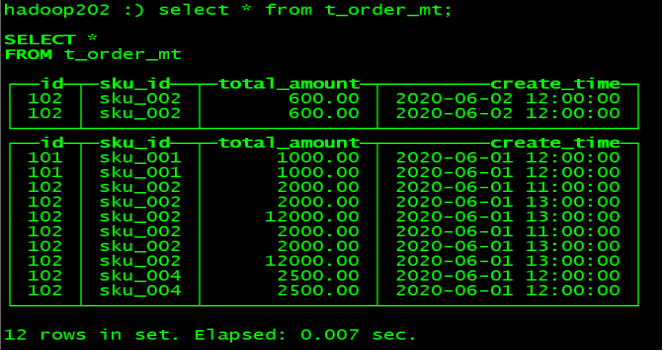 hadoop202 :) select * from t_order_mt;
SELECT *
FROM t_order_mt
id sku_id total_amount create_time
102 sku_002 600.00 2020-06-02 12:00:00
102 sku_002 600.00 2020-06-02 12:00:00
id sku_id total_amount create_time
101 sku_001 1000.00 2020-06-01 12:00:00
101 sku_001 1000.00 2020-06-01 12:00:00
102 sku_002 2000.00 2020-06-01 11:00:00
102 sku_002 2000.00 2020-06-01 13:00:00
102 sku_002 12000.00 2020-06-01 13:00:00
102 sku_002 2000.00 2020-06-01 11:00:00
102 sku_002 2000.00 2020-06-01 13:00:00
102 sku_002 12000.00 2020-06-01 13:00:00
102 sku_004 2500.00 2020-06-01 12:00:00
102 sku_004 2500.00 2020-06-01 12:00:00
12 rows in set. Elapsed: 0.007 sec.